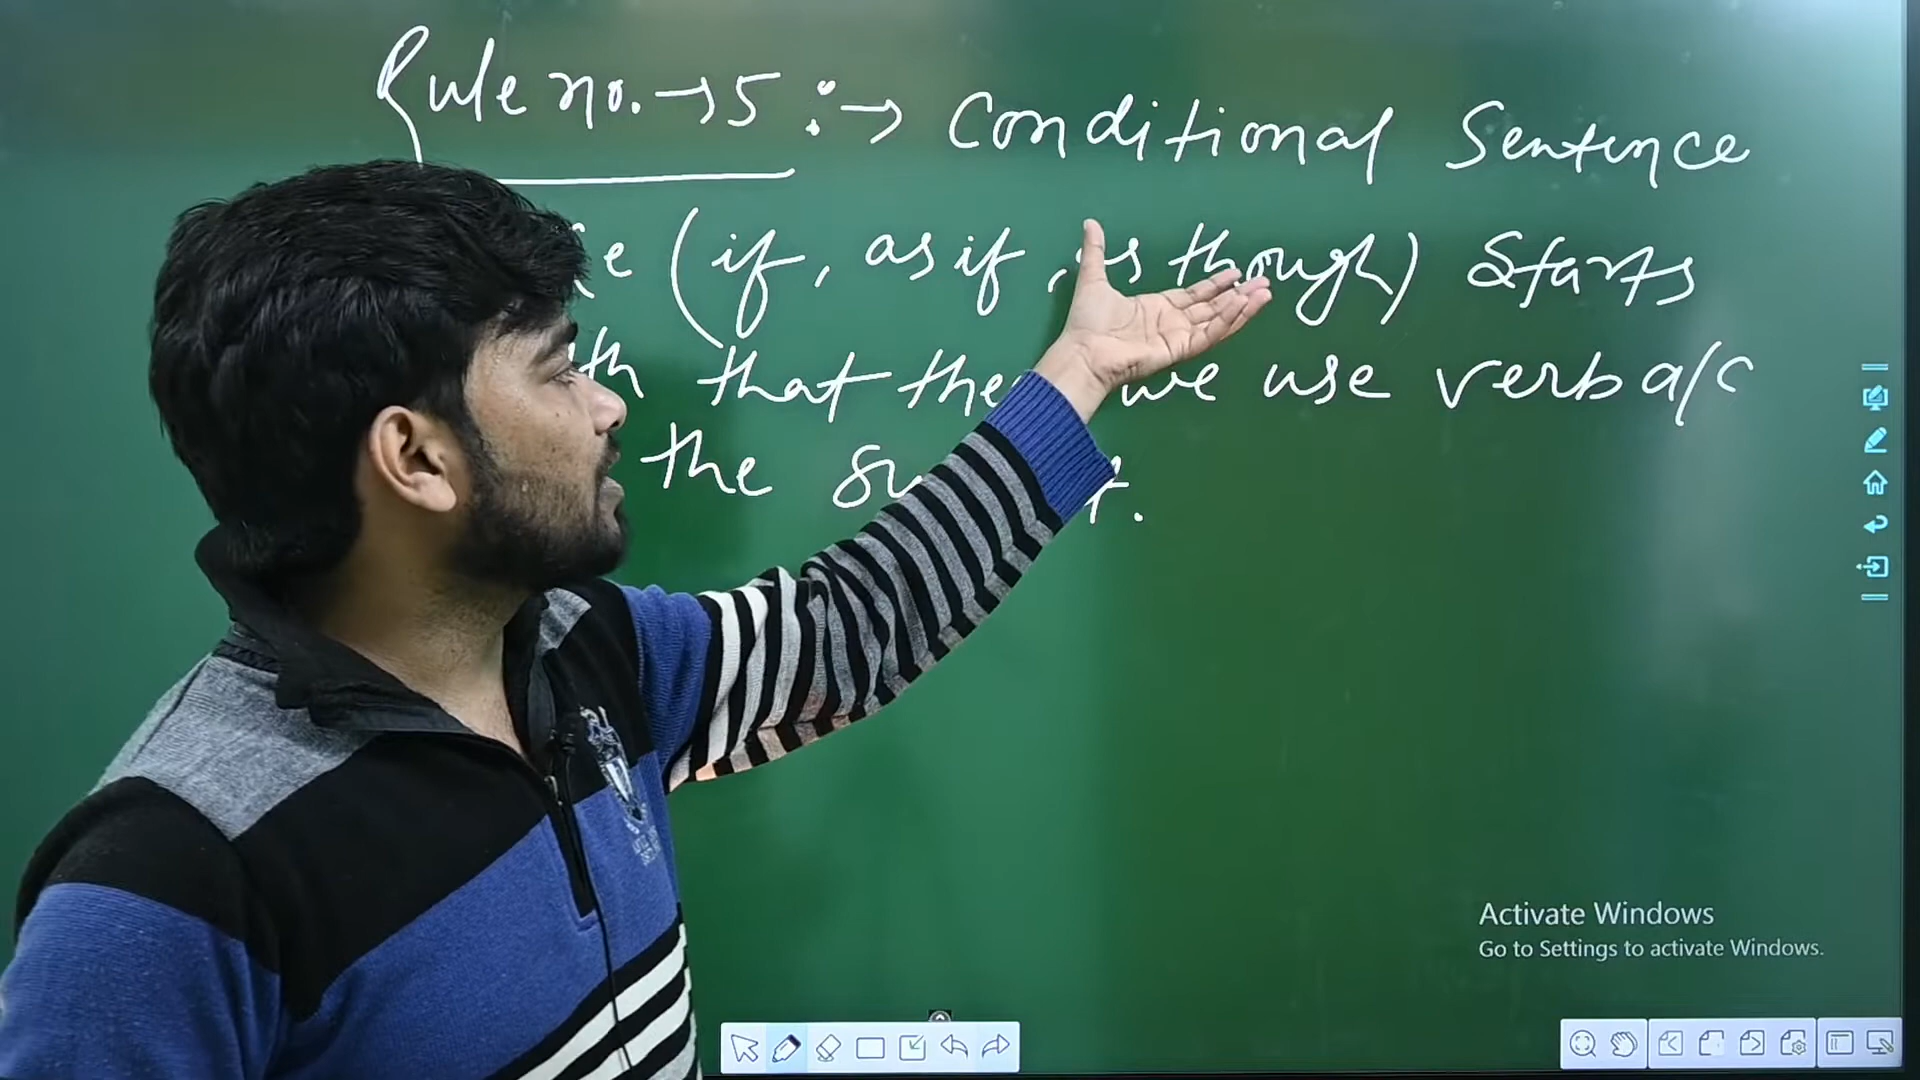 Rule no. → 5 :→ Conditional Sentence
(if, as if, as though) Starts
that the we use verb a/c
the
Activate Windows
Go to Settings to activate Windows.